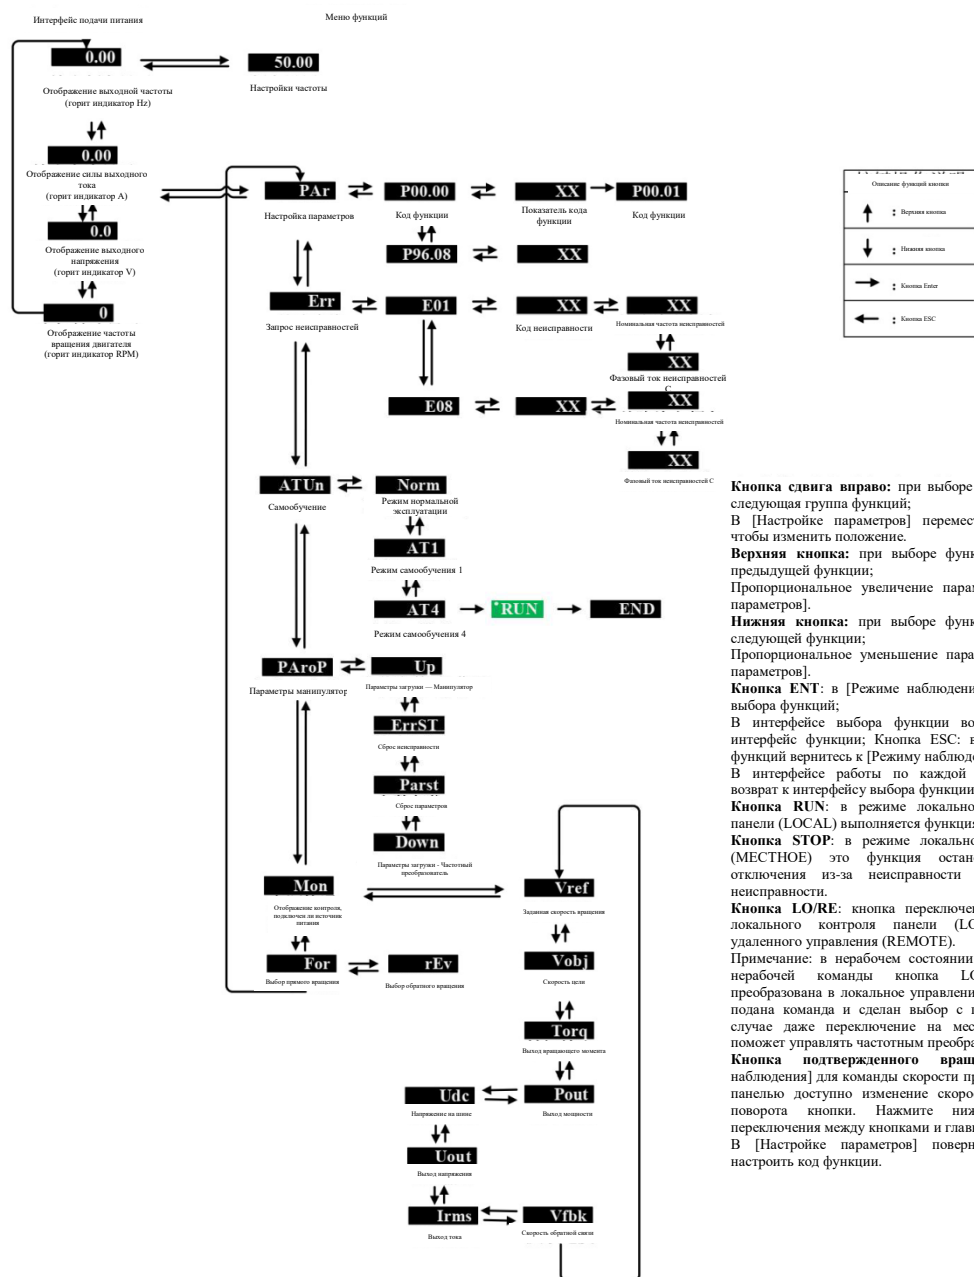 Интерфейс подачи питания
Меню функций
0.00
50.00
Отображение выходной частоты
(горит индикатор Hz)
Настройки частоты
0.00
Отображение силы выходного
тока
(горит индикатор A)
0.0
Отображение выходного
напряжения
(горит индикатор V)
0
Отображение частоты
вращения двигателя
(горит индикатор RPM)
PAr
P00.00
XX
P00.01
Настройка параметров
Код функции
Показатель кода
функции
Код функции
P96.08
XX
Err
E01
XX
XX
Запрос неисправностей
Код неисправности
Номинальная частота неисправностей
XX
Фазовый ток неисправностей
C
E08
XX
XX
Номинальная частота неисправностей
XX
Фазовый ток неисправностей C
ATUn
Norm
Самообучение
Режим нормальной
эксплуатации
AT1
Режим самообучения 1
AT4
RUN
END
Режим самообучения 4
PAroP
Up
Параметры манипулятор
Параметры загрузки — Манипулятор
ErrST
Сброс неисправности
Parst
Сброс параметров
Down
Параметры загрузки - Частотный
преобразователь
Mon
Vref
Отображение контроля,
подключен ли источник
питания
Заданная скорость вращения
For
rEv
Выбор прямого вращения
Выбор обратного вращения
Vobj
Скорость цели
Torq
Выход вращающего момента
Udc
Pout
Напряжение на шине
Выход мощности
Uout
Выход напряжения
Irms
Vfbk
Выход тока
Скорость обратной связи
Описание функций кнопки
: Верхняя кнопка
: Нижняя кнопка
: Кнопка Enter
: Кнопка ESC
Кнопка сдвига вправо: при выборе
следующая группа функций;
В [Настройке параметров] перемест
чтобы изменить положение.
Верхняя кнопка: при выборе функ
предыдущей функции;
Пропорциональное увеличение парам
параметров].
Нижняя кнопка: при выборе функ
следующей функции;
Пропорциональное уменьшение пара
параметров].
Кнопка ENT: в [Режиме наблюдени
выбора функций;
В интерфейсе выбора функции во
интерфейс функции; Кнопка ESC: в
функций вернитесь к [Режиму наблюд
В интерфейсе работы по каждой
возврат к интерфейсу выбора функции
Кнопка RUN: в режиме локально
панели (LOCAL) выполняется функция
Кнопка STOP: в режиме локально
(МЕСТНОЕ) это функция остан
отключения из-за неисправности
неисправности.
Кнопка LO/RE: кнопка переключен
локального контроля панели (LO
удаленного управления (REMOTE).
Примечание: в нерабочем состоянии
нерабочей команды кнопка LO
преобразована в локальное управлени
подана команда и сделан выбор с п
случае даже переключение на мес
поможет управлять частотным преобра
Кнопка подтвержденного вращ
наблюдения] для команды скорости пр
панелью доступно изменение скорос
поворота кнопки. Нажмите ниж
переключения между кнопками и глав
В [Настройке параметров] поверн
настроить код функции.